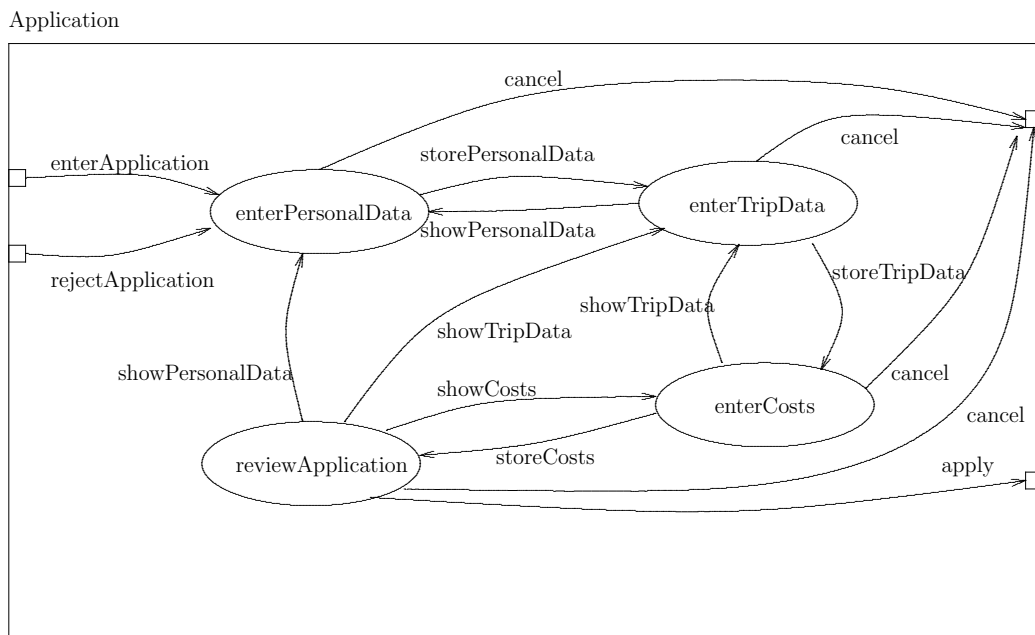 Application
cancel
cancel
enterApplication
storePersonalData
enterPersonalData
enterTripData
showPersonalData
rejectApplication
storeTripData
showTripData
showTripData
showPersonalData
cancel
showCosts
enterCosts
cancel
storeCosts
reviewApplication
apply